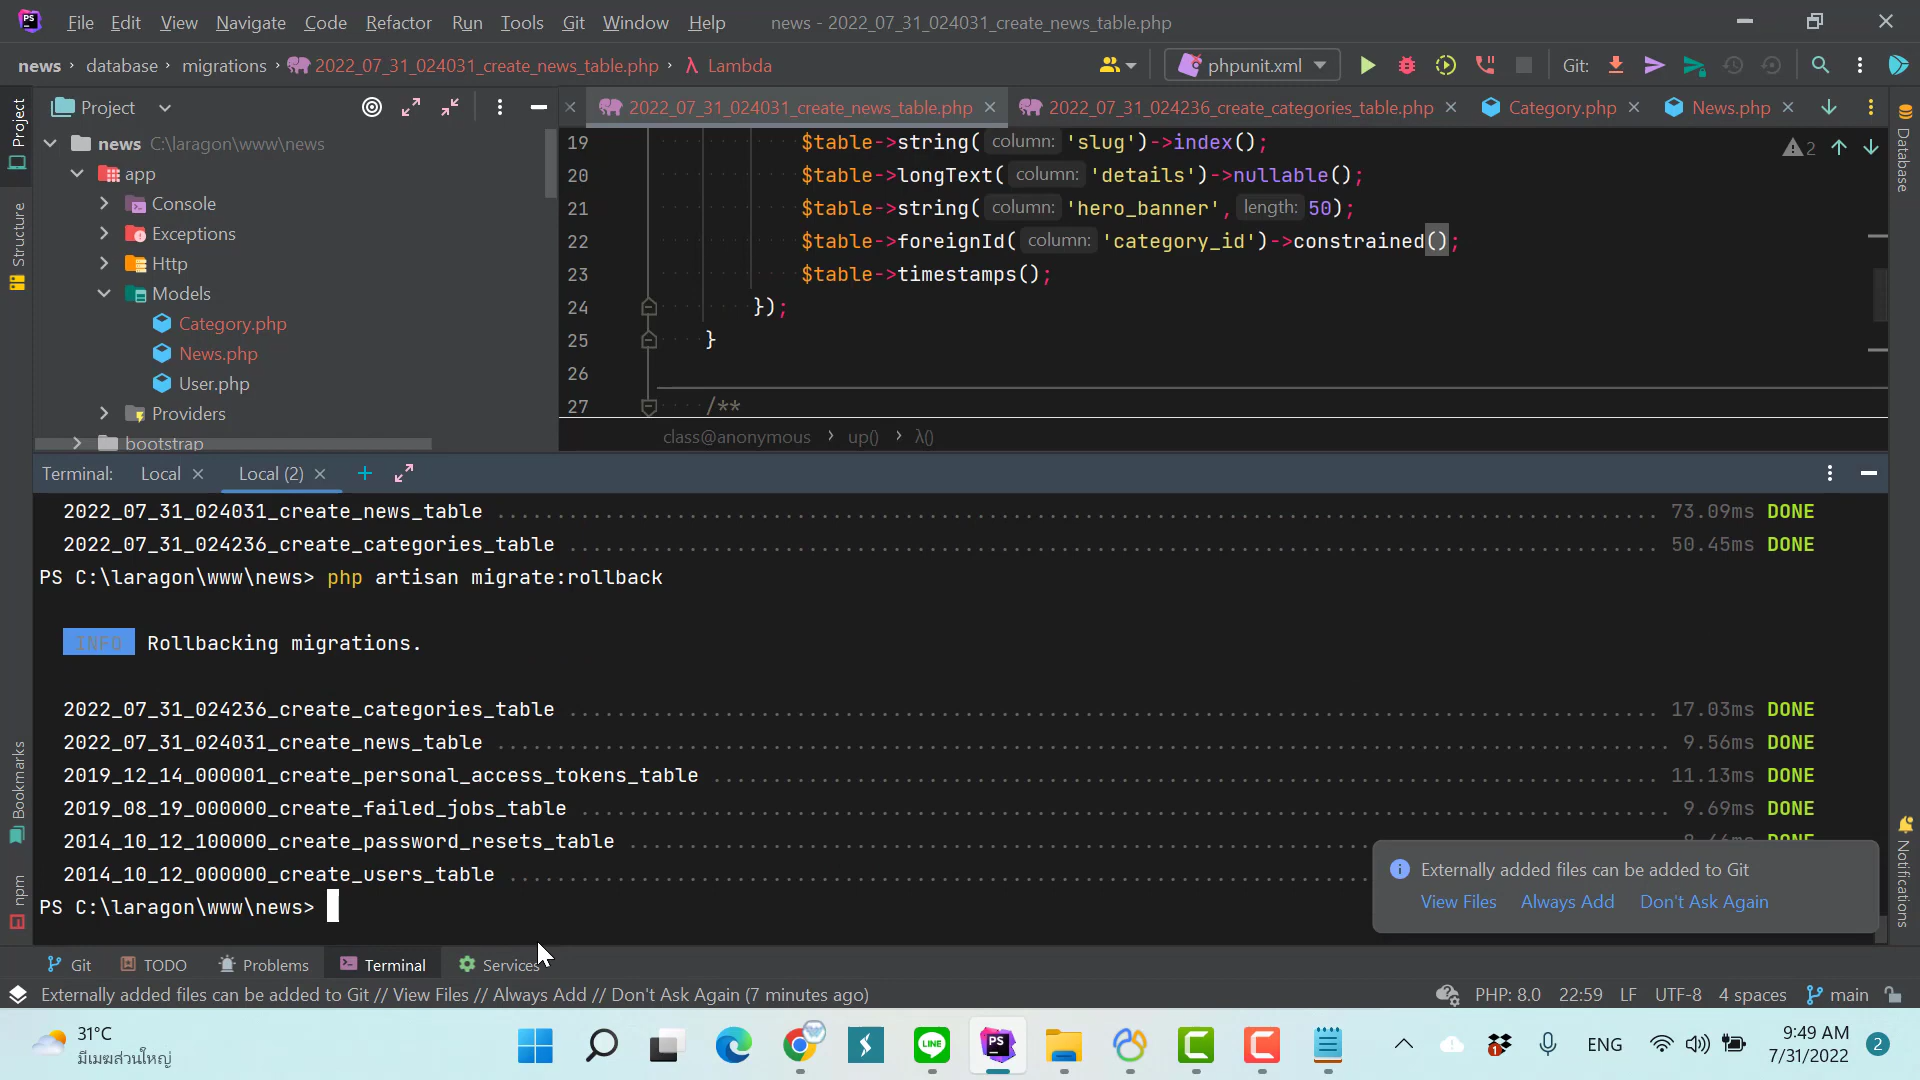 File Edit View Navigate Code Refactor Run Tools Git Window Help news - 2022_07_31_024031_create_news_table.php
news database migrations 2022_07_31_024031_create_news_table.php λ Lambda phpunit.xml Git:
Project
2022_07_31_024031_create_news_table.php 2022_07_31_024236_create_categories_table.php Category.php News.php
Project
Structure
Bookmarks
npm
Database
Notifications
news C:\laragon\www\news
app
Console
Exceptions
Http
Models
Category.php
News.php
User.php
Providers
bootstrap
19 $table->string( column: 'slug')->index();
20 $table->longText( column: 'details')->nullable();
21 $table->string( column: 'hero_banner', length: 50);
22 $table->foreignId( column: 'category_id')->constrained();
23 $table->timestamps();
24 });
25 }
26
27 /**
2
class@anonymous › up() › λ()
Terminal: Local Local (2)
2022_07_31_024031_create_news_table 73.09ms DONE
2022_07_31_024236_create_categories_table 50.45ms DONE
PS C:\laragon\www\news> php artisan migrate:rollback
INFO Rollbacking migrations.
2022_07_31_024236_create_categories_table 17.03ms DONE
2022_07_31_024031_create_news_table 9.56ms DONE
2019_12_14_000001_create_personal_access_tokens_table 11.13ms DONE
2019_08_19_000000_create_failed_jobs_table 9.69ms DONE
2014_10_12_100000_create_password_resets_table
2014_10_12_000000_create_users_table
PS C:\laragon\www\news>
Externally added files can be added to Git
View Files Always Add Don't Ask Again
Git TODO Problems Terminal Services
Externally added files can be added to Git // View Files // Always Add // Don't Ask Again (7 minutes ago) PHP: 8.0 22:59 LF UTF-8 4 spaces main
31°C
มีเมฆส่วนใหญ่
ENG
9:49 AM
7/31/2022
2